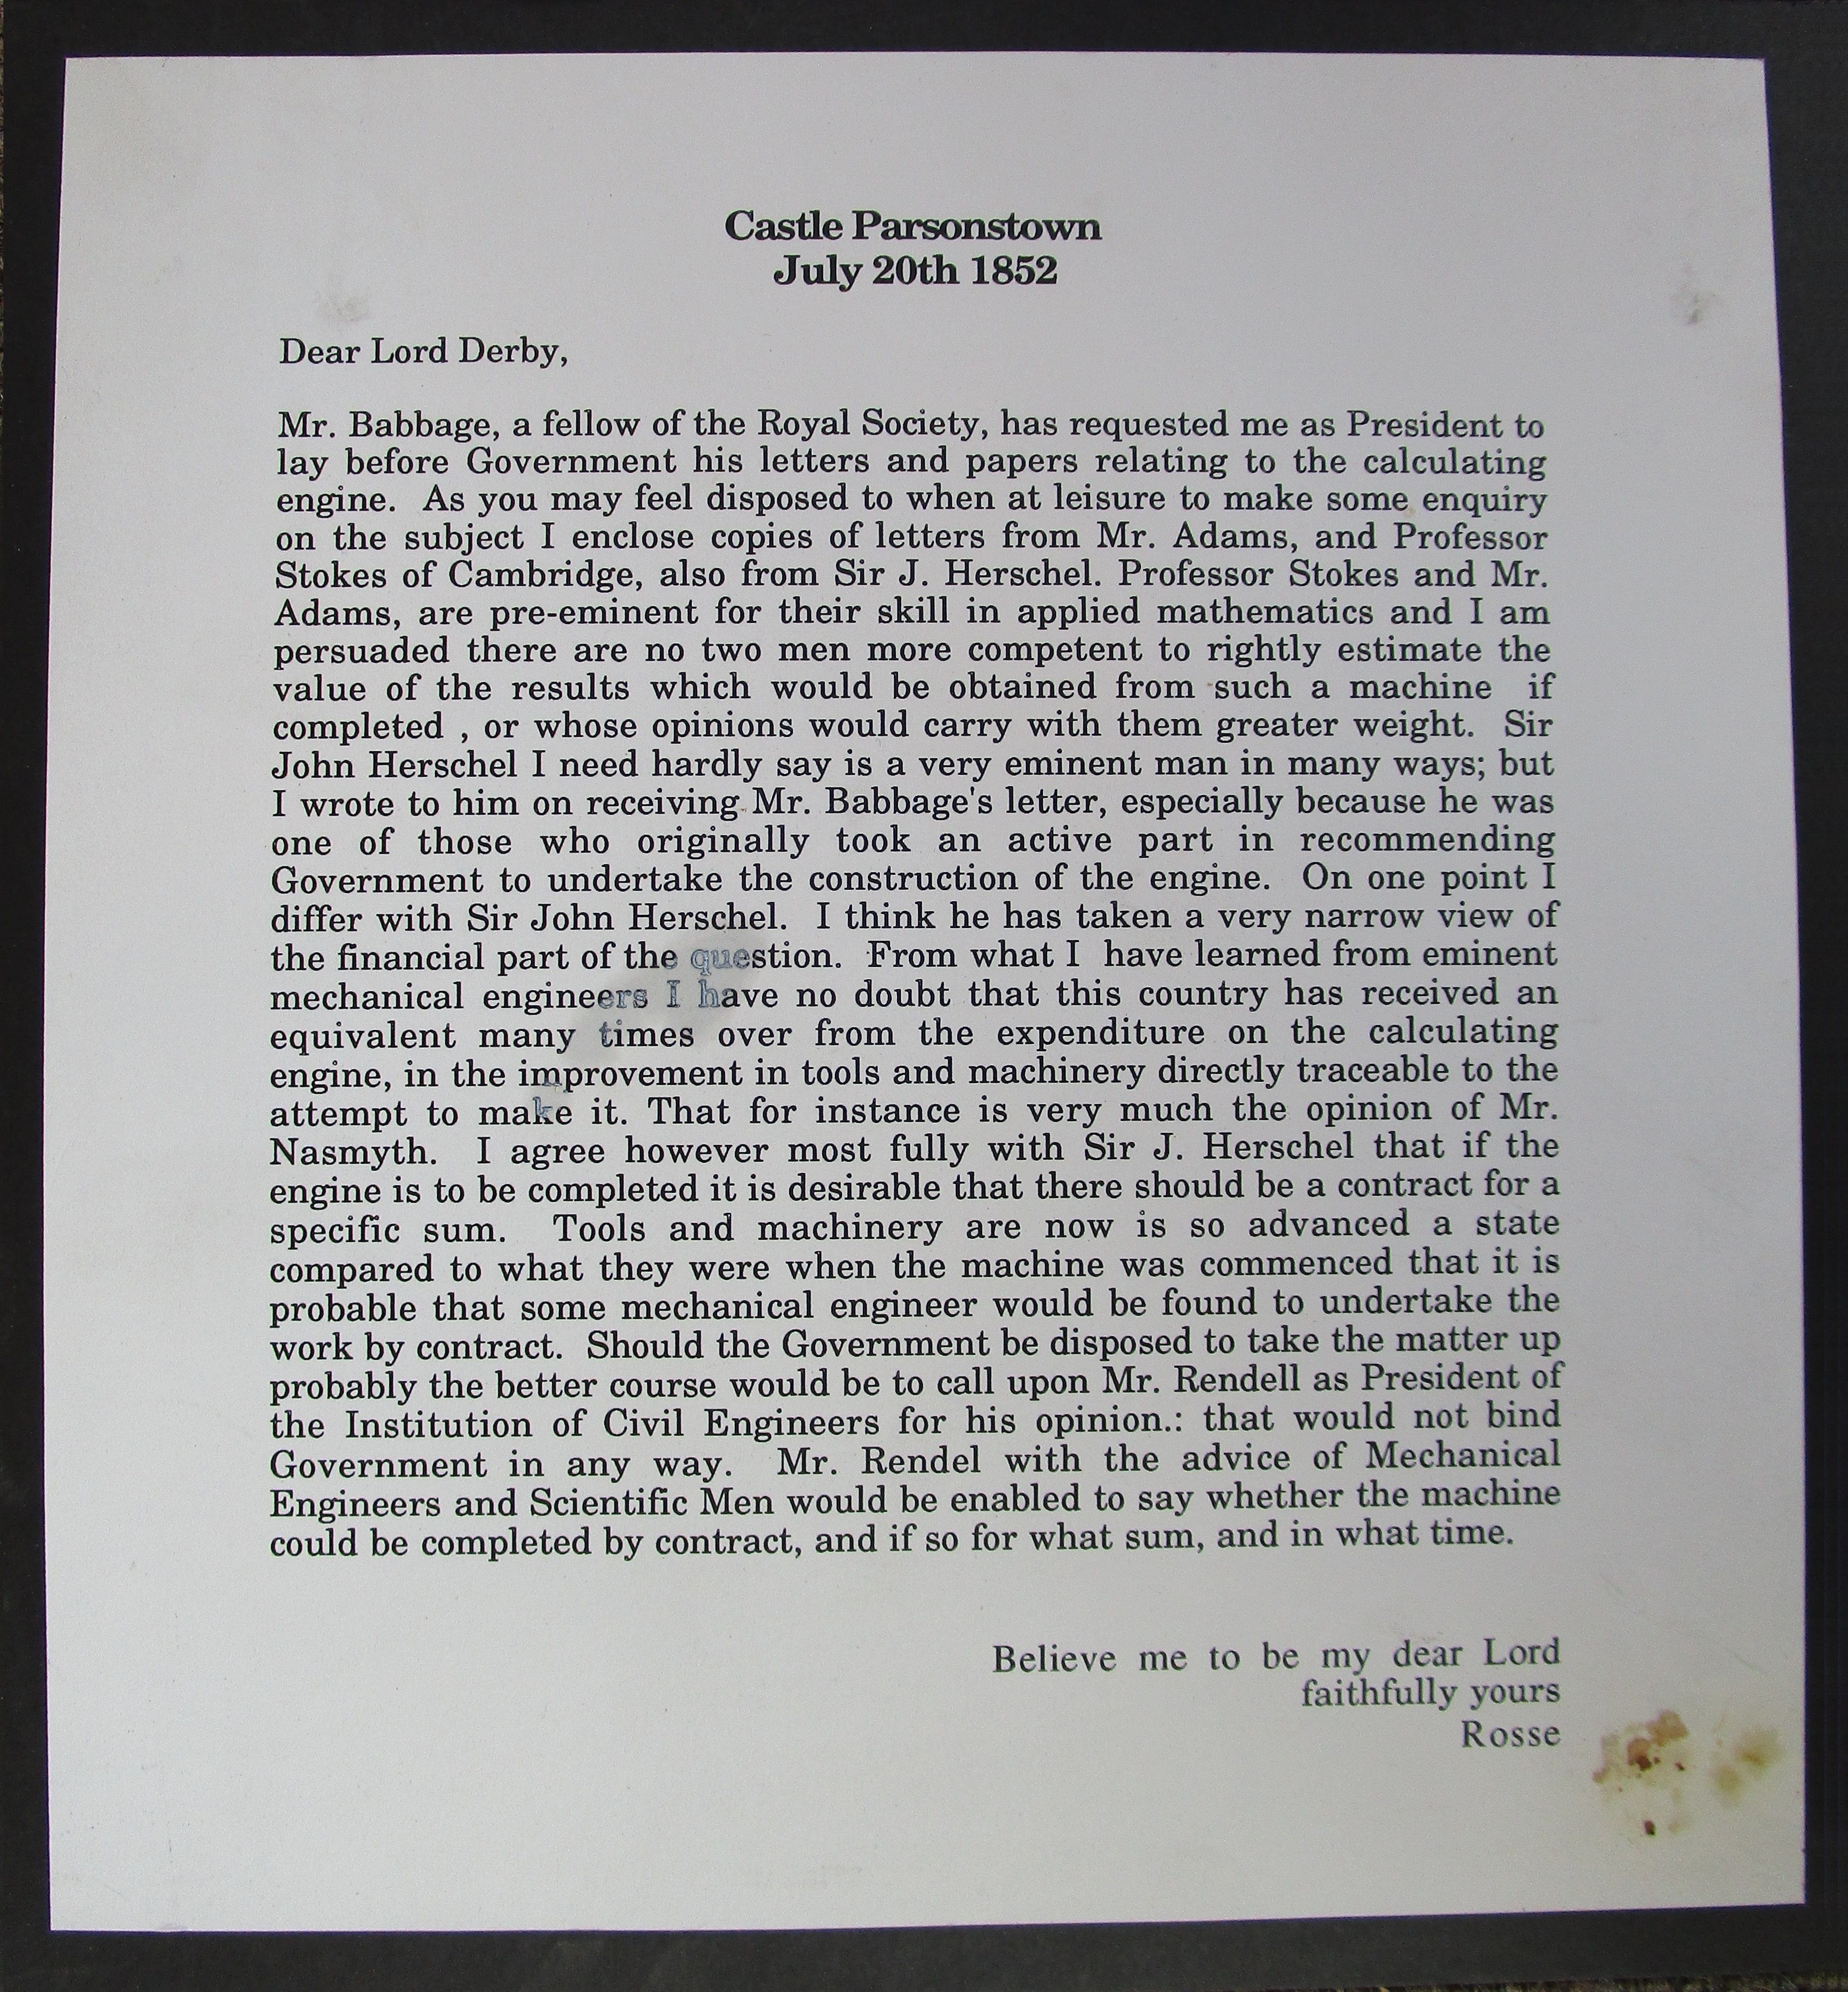 Castle Parsonstown
July 20th 1852
Dear Lord Derby,
Mr. Babbage, a fellow of the Royal Society, has requested me as President to
lay before Government his letters and papers relating to the calculating
engine. As you may feel disposed to when at leisure to make some enquiry
on the subject I enclose copies of letters from Mr. Adams, and Professor
Stokes of Cambridge, also from Sir J. Herschel. Professor Stokes and Mr.
Adams, are pre-eminent for their skill in applied mathematics and I am
persuaded there are no two men more competent to rightly estimate the
value of the results which would be obtained from such a machine if
completed , or whose opinions would carry with them greater weight. Sir
John Herschel I need hardly say is a very eminent man in many ways; but
I wrote to him on receiving Mr. Babbage's letter, especially because he was
one of those who originally took an active part in recommending
Government to undertake the construction of the engine. On one point I
differ with Sir John Herschel. I think he has taken a very narrow view of
the financial part of the question. From what I have learned from eminent
mechanical engineers I have no doubt that this country has received an
equivalent many times over from the expenditure on the calculating
engine, in the improvement in tools and machinery directly traceable to the
attempt to make it. That for instance is very much the opinion of Mr.
Nasmyth. I agree however most fully with Sir J. Herschel that if the
engine is to be completed it is desirable that there should be a contract for a
specific sum. Tools and machinery are now is so advanced a state
compared to what they were when the machine was commenced that it is
probable that some mechanical engineer would be found to undertake the
work by contract. Should the Government be disposed to take the matter up
probably the better course would be to call upon Mr. Rendell as President of
the Institution of Civil Engineers for his opinion.: that would not bind
Government in any way. Mr. Rendel with the advice of Mechanical
Engineers and Scientific Men would be enabled to say whether the machine
could be completed by contract, and if so for what sum, and in what time.
Believe me to be my dear Lord
faithfully yours
Rosse